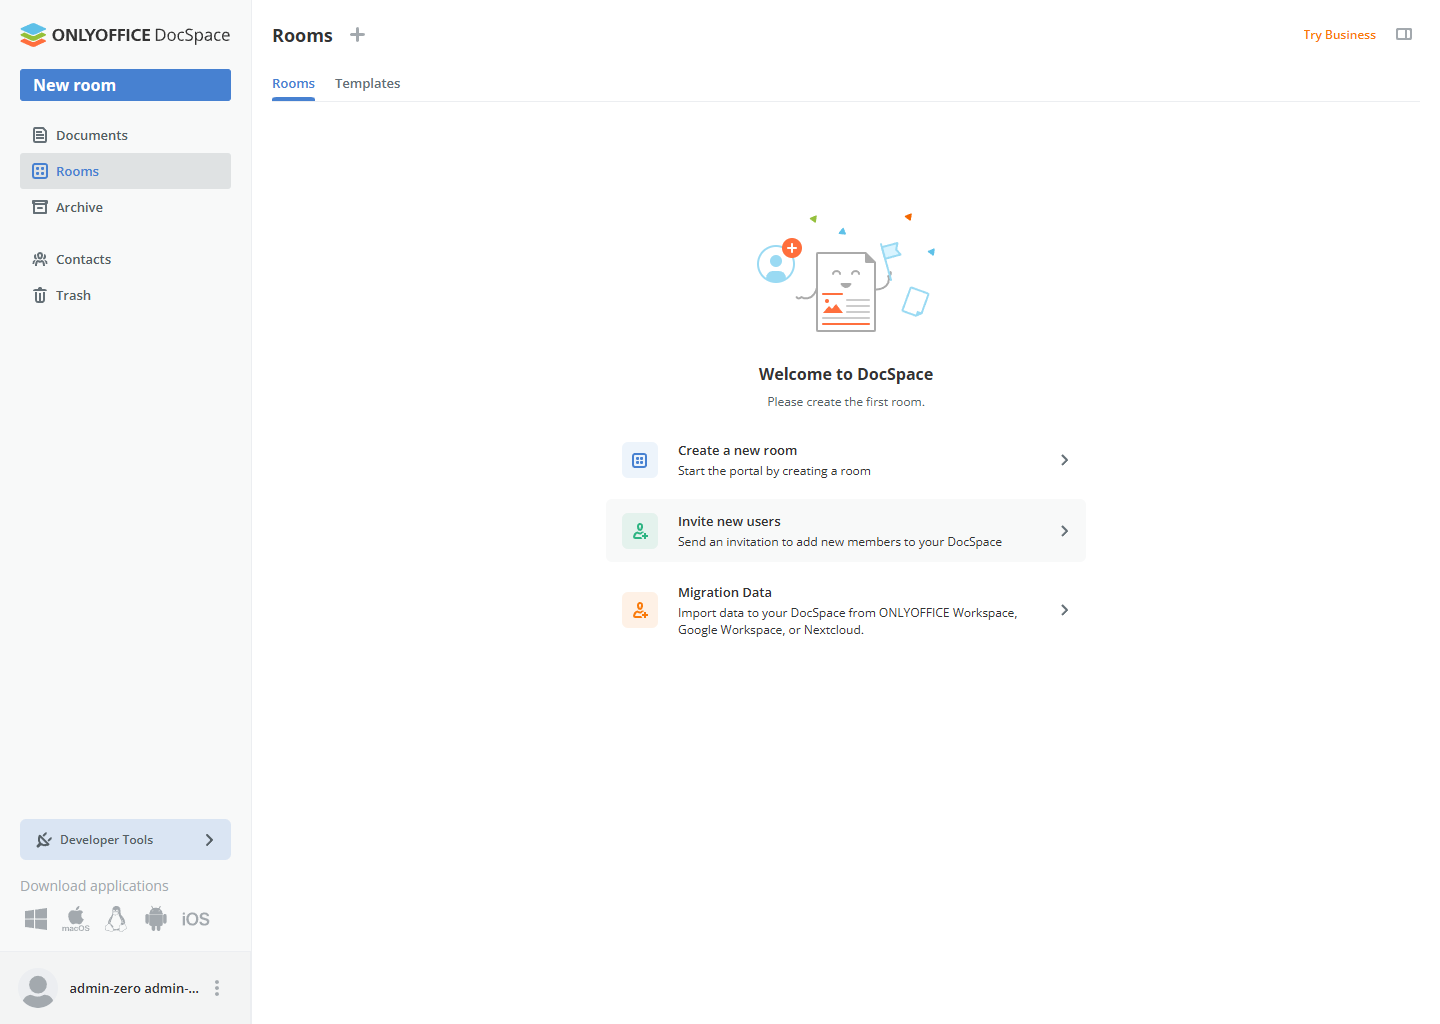 ONLYOFFICE DocSpace
New room
Documents
Rooms
Archive
Contacts
Trash
Developer Tools
Download applications
macOS
iOS
admin-zero admin-...
Rooms
Try Business
Rooms
Templates
Welcome to DocSpace
Please create the first room.
Create a new room
Start the portal by creating a room
Invite new users
Send an invitation to add new members to your DocSpace
Migration Data
Import data to your DocSpace from ONLYOFFICE Workspace,
Google Workspace, or Nextcloud.